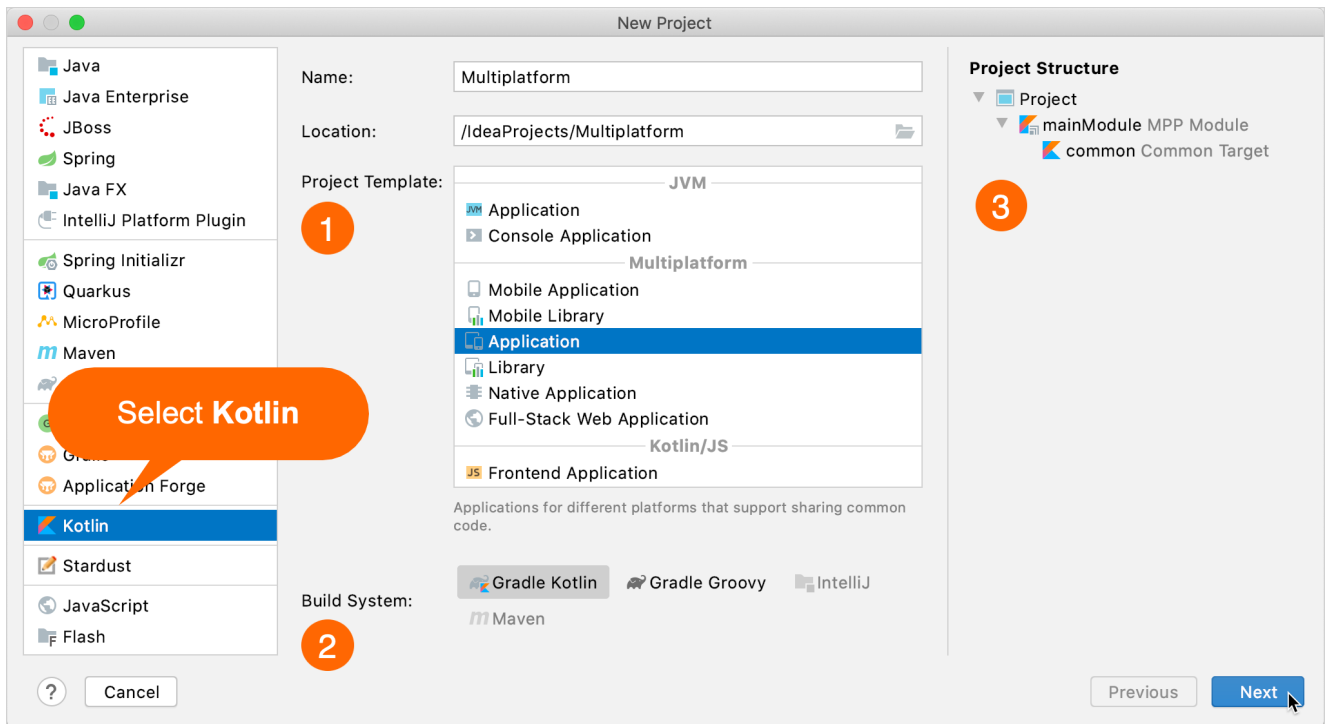 New Project
Java
Java Enterprise
JBoss
Spring
Java FX
IntelliJ Platform Plugin
Spring Initializr
Quarkus
MicroProfile
Maven
Select Kotlin
Application Forge
Kotlin
Stardust
JavaScript
Flash
?
Cancel
Name:
Multiplatform
Location:
/IdeaProjects/Multiplatform
Project Template:
1
JVM
JVM Application
Console Application
Multiplatform
Mobile Application
Mobile Library
Application
Library
Native Application
Full-Stack Web Application
Kotlin/JS
JS Frontend Application
Applications for different platforms that support sharing common
code.
Build System:
2
Gradle Kotlin
Gradle Groovy
IntelliJ
m Maven
Project Structure
Project
mainModule MPP Module
common Common Target
3
Previous
Next